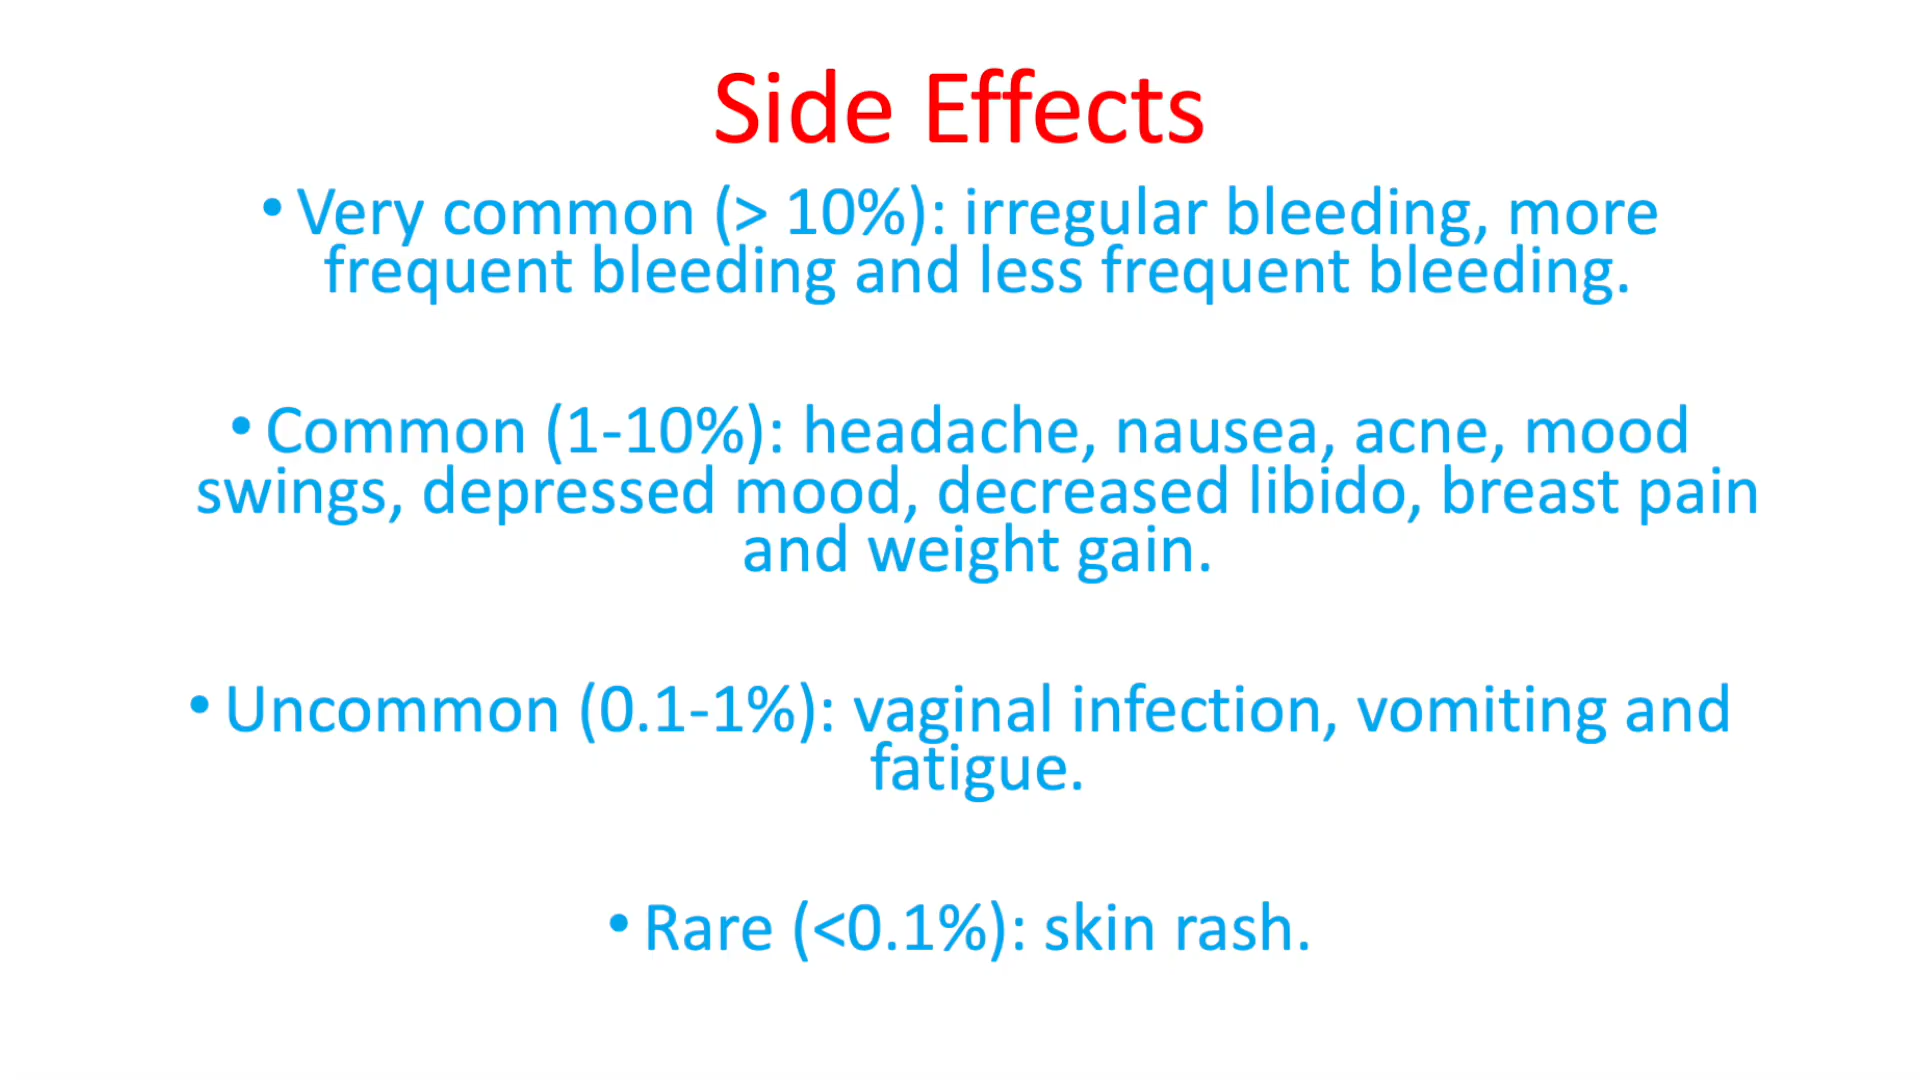 Side Effects
• Very common (> 10%): irregular bleeding, more
frequent bleeding and less frequent bleeding.
• Common (1-10%): headache, nausea, acne, mood
swings, depressed mood, decreased libido, breast pain
and weight gain.
• Uncommon (0.1-1%): vaginal infection, vomiting and
fatigue.
• Rare (<0.1%): skin rash.